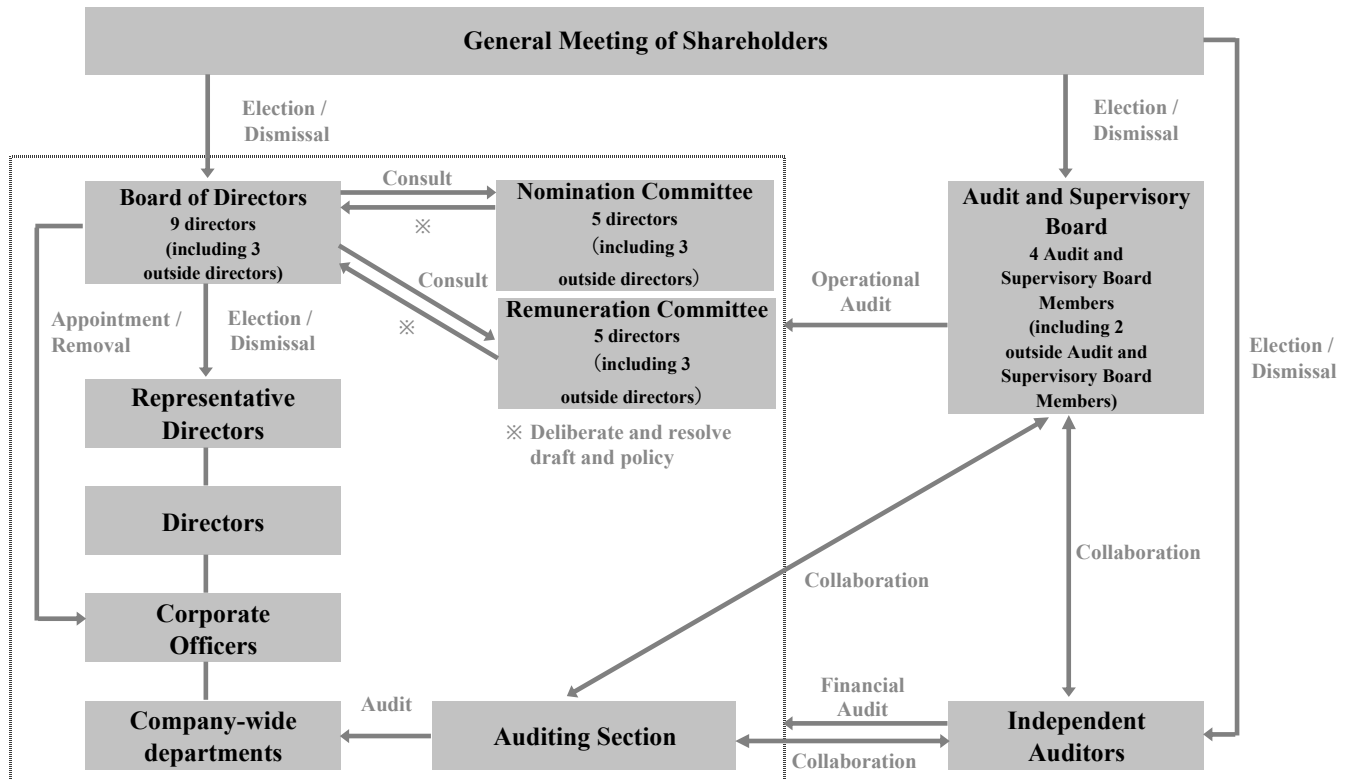 General Meeting of Shareholders
Election /
Dismissal
Election /
Dismissal
Board of Directors
9 directors
(including 3
outside directors)
Consult
※
Nomination Committee
5 directors
（including 3
outside directors）
Consult
※
Remuneration Committee
5 directors
（including 3
outside directors）
※ Deliberate and resolve
draft and policy
Audit and Supervisory
Board
4 Audit and
Supervisory Board
Members
(including 2
outside Audit and
Supervisory Board
Members)
Operational
Audit
Appointment /
Removal
Election /
Dismissal
Election /
Dismissal
Representative
Directors
Directors
Corporate
Officers
Company-wide
departments
Audit
Auditing Section
Collaboration
Collaboration
Financial
Audit
Collaboration
Independent
Auditors